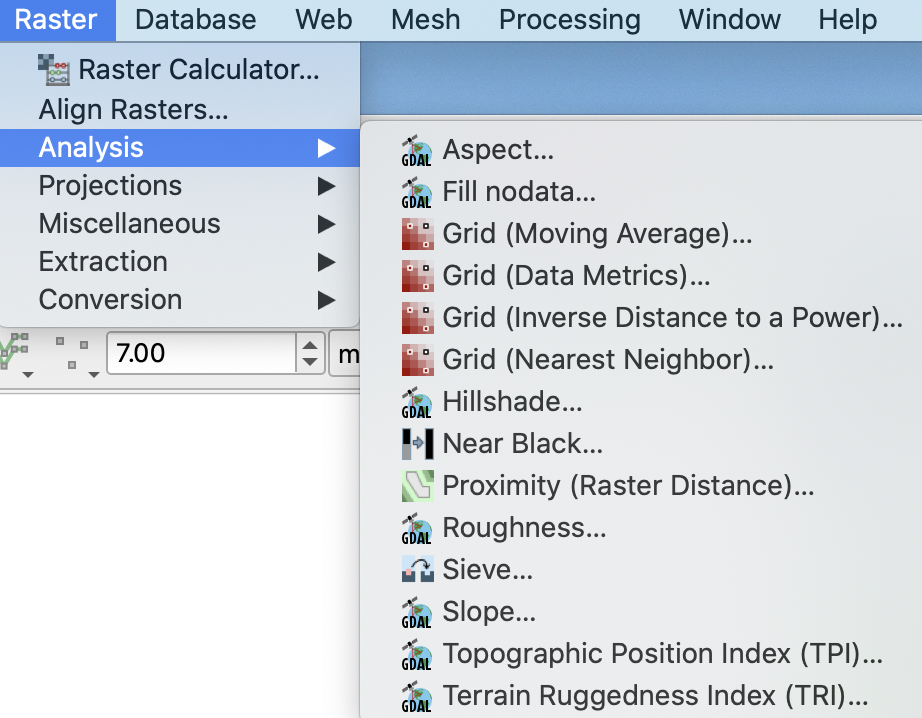 Raster Database Web Mesh Processing Window Help
Raster Calculator...
Align Rasters...
Analysis
Projections
Miscellaneous
Extraction
Conversion
7.00
m
GDAL Aspect...
GDAL Fill nodata...
Grid (Moving Average)...
Grid (Data Metrics)...
Grid (Inverse Distance to a Power)...
Grid (Nearest Neighbor)...
GDAL Hillshade...
Near Black...
Proximity (Raster Distance)...
GDAL Roughness...
Sieve...
GDAL Slope...
GDAL Topographic Position Index (TPI)...
GDAL Terrain Ruggedness Index (TRI)...